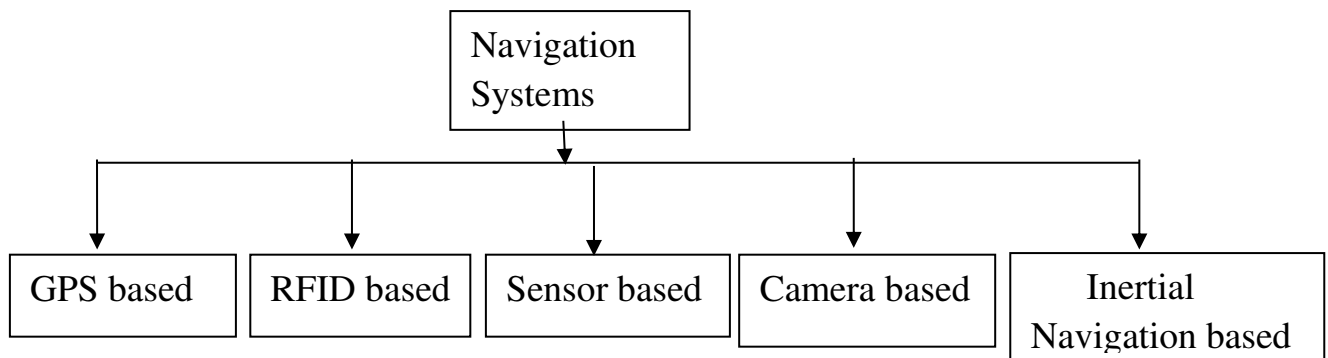 Navigation
Systems
GPS based
RFID based
Sensor based
Camera based
Inertial
Navigation based